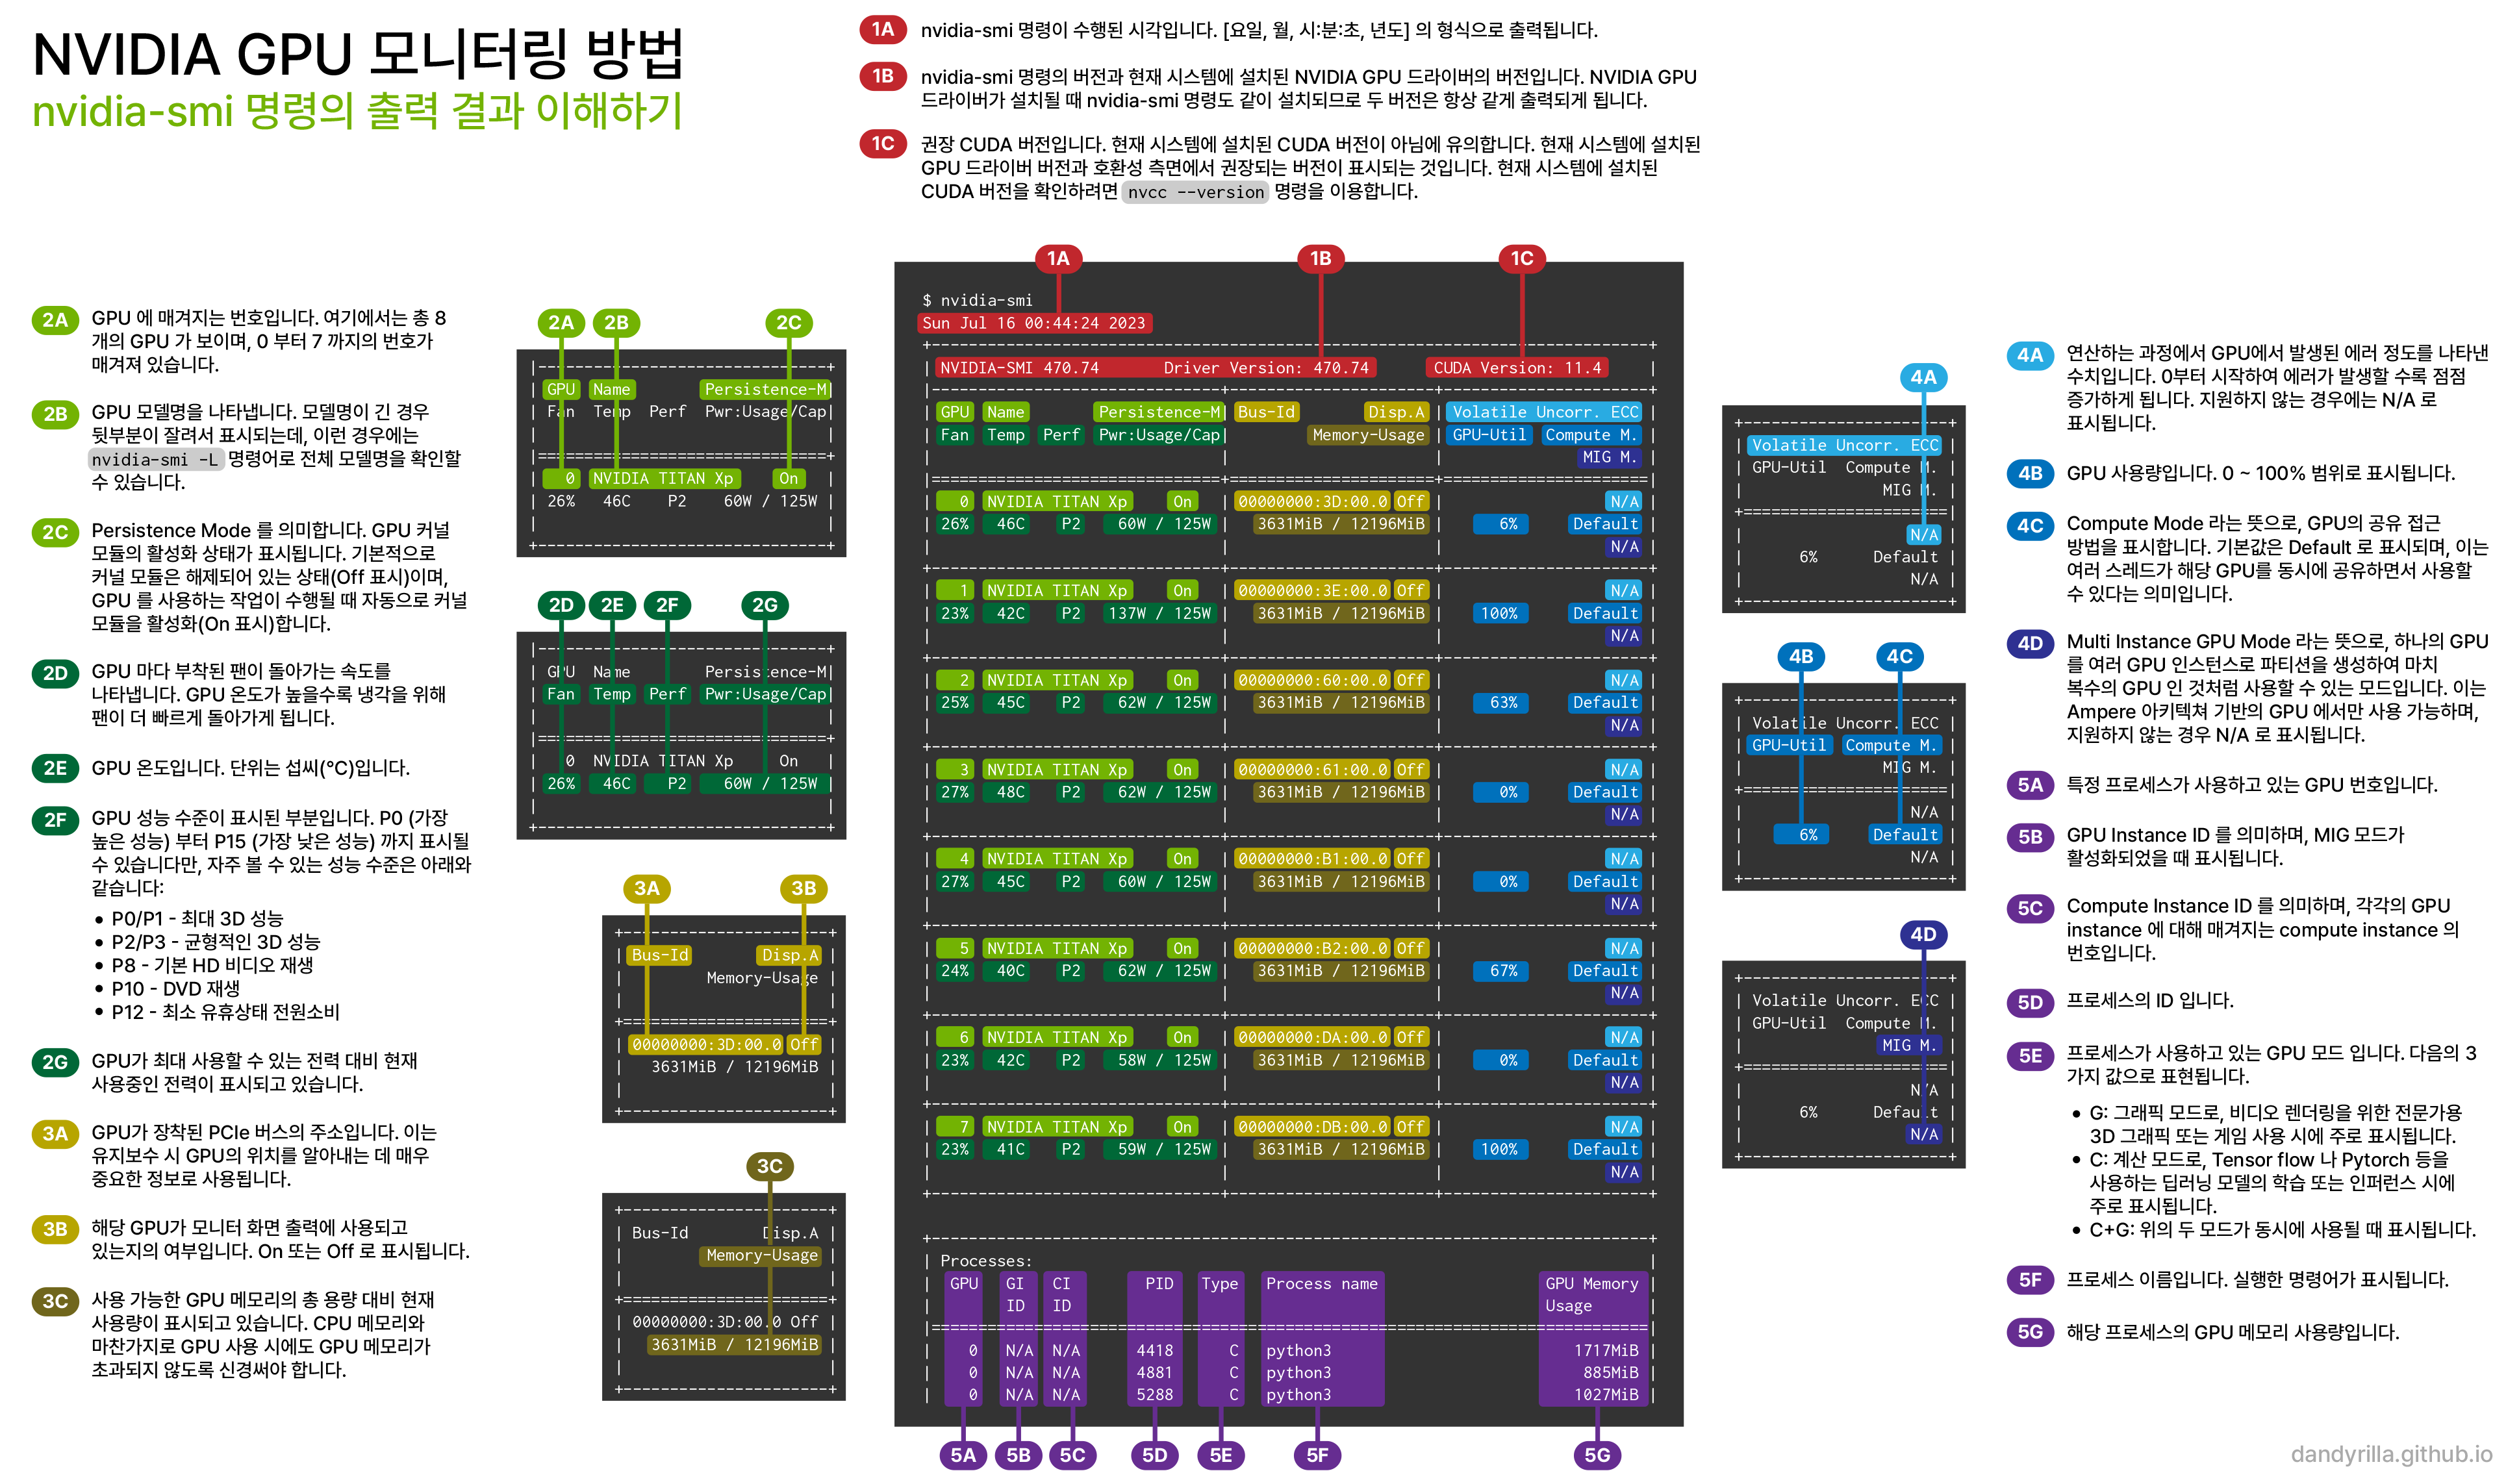 NVIDIA GPU 모니터링 방법
nvidia-smi 명령의 출력 결과 이해하기
1A nvidia-smi 명령이 수행된 시각입니다. [요일, 월, 시:분:초, 년도] 의 형식으로 출력됩니다.
1B nvidia-smi 명령의 버전과 현재 시스템에 설치된 NVIDIA GPU 드라이버의 버전입니다. NVIDIA GPU
드라이버가 설치될 때 nvidia-smi 명령도 같이 설치되므로 두 버전은 항상 같게 출력되게 됩니다.
1C 권장 CUDA 버전입니다. 현재 시스템에 설치된 CUDA 버전이 아님에 유의합니다. 현재 시스템에 설치된
GPU 드라이버 버전과 호환성 측면에서 권장되는 버전이 표시되는 것입니다. 현재 시스템에 설치된
CUDA 버전을 확인하려면 nvcc --version 명령을 이용합니다.
2A GPU 에 매겨지는 번호입니다. 여기에서는 총 8
개의 GPU 가 보이며, 0 부터 7 까지의 번호가
매겨져 있습니다.
2B GPU 모델명을 나타냅니다. 모델명이 긴 경우
뒷부분이 잘려서 표시되는데, 이런 경우에는
nvidia-smi -L 명령어로 전체 모델명을 확인할
수 있습니다.
2C Persistence Mode 를 의미합니다. GPU 커널
모듈의 활성화 상태가 표시됩니다. 기본적으로
커널 모듈은 해제되어 있는 상태(Off 표시)이며,
GPU 를 사용하는 작업이 수행될 때 자동으로 커널
모듈을 활성화(On 표시)합니다.
2D GPU 마다 부착된 팬이 돌아가는 속도를
나타냅니다. GPU 온도가 높을수록 냉각을 위해
팬이 더 빠르게 돌아가게 됩니다.
2E GPU 온도입니다. 단위는 섭씨(°C)입니다.
2F GPU 성능 수준이 표시된 부분입니다. P0 (가장
높은 성능) 부터 P15 (가장 낮은 성능) 까지 표시될
수 있습니다만, 자주 볼 수 있는 성능 수준은 아래와
같습니다:
• P0/P1 - 최대 3D 성능
• P2/P3 - 균형적인 3D 성능
• P8 - 기본 HD 비디오 재생
• P10 - DVD 재생
• P12 - 최소 유휴상태 전원소비
2G GPU가 최대 사용할 수 있는 전력 대비 현재
사용중인 전력이 표시되고 있습니다.
3A GPU가 장착된 PCIe 버스의 주소입니다. 이는
유지보수 시 GPU의 위치를 알아내는 데 매우
중요한 정보로 사용됩니다.
3B 해당 GPU가 모니터 화면 출력에 사용되고
있는지의 여부입니다. On 또는 Off 로 표시됩니다.
3C 사용 가능한 GPU 메모리의 총 용량 대비 현재
사용량이 표시되고 있습니다. CPU 메모리와
마찬가지로 GPU 사용 시에도 GPU 메모리가
초과되지 않도록 신경써야 합니다.
2A 2B 2C
GPU Name Persistence-M
Fan Temp Perf Pwr:Usage/Cap
0 NVIDIA TITAN Xp On
26% 46C P2 60W / 125W
2D 2E 2F 2G
GPU Name Persistence-M
Fan Temp Perf Pwr:Usage/Cap
0 NVIDIA TITAN Xp On
26% 46C P2 60W / 125W
3A 3B
Bus-Id Disp.A
Memory-Usage
00000000:3D:00.0 Off
3631MiB / 12196MiB
3C
Bus-Id Disp.A
Memory-Usage
00000000:3D:00.0 Off
3631MiB / 12196MiB
1A 1B 1C
$ nvidia-smi
Sun Jul 16 00:44:24 2023
NVIDIA-SMI 470.74 Driver Version: 470.74 CUDA Version: 11.4
GPU Name Persistence-M Bus-Id Disp.A Volatile Uncorr. ECC
Fan Temp Perf Pwr:Usage/Cap Memory-Usage GPU-Util Compute M.
MIG M.
0 NVIDIA TITAN Xp On 00000000:3D:00.0 Off N/A
26% 46C P2 60W / 125W 3631MiB / 12196MiB 6% Default
N/A
1 NVIDIA TITAN Xp On 00000000:3E:00.0 Off N/A
23% 42C P2 137W / 125W 3631MiB / 12196MiB 100% Default
N/A
2 NVIDIA TITAN Xp On 00000000:60:00.0 Off N/A
25% 45C P2 62W / 125W 3631MiB / 12196MiB 63% Default
N/A
3 NVIDIA TITAN Xp On 00000000:61:00.0 Off N/A
27% 48C P2 62W / 125W 3631MiB / 12196MiB 0% Default
N/A
4 NVIDIA TITAN Xp On 00000000:B1:00.0 Off N/A
27% 45C P2 60W / 125W 3631MiB / 12196MiB 0% Default
N/A
5 NVIDIA TITAN Xp On 00000000:B2:00.0 Off N/A
24% 40C P2 62W / 125W 3631MiB / 12196MiB 67% Default
N/A
6 NVIDIA TITAN Xp On 00000000:DA:00.0 Off N/A
23% 42C P2 58W / 125W 3631MiB / 12196MiB 0% Default
N/A
7 NVIDIA TITAN Xp On 00000000:DB:00.0 Off N/A
23% 41C P2 59W / 125W 3631MiB / 12196MiB 100% Default
N/A
Processes:
GPU GI CI PID Type Process name GPU Memory
ID ID Usage
0 N/A N/A 4418 C python3 1717MiB
0 N/A N/A 4881 C python3 885MiB
0 N/A N/A 5288 C python3 1027MiB
5A 5B 5C 5D 5E 5F 5G
4A
Volatile Uncorr. ECC
GPU-Util Compute M.
MIG M.
N/A
6% Default
N/A
4B 4C
Volatile Uncorr. ECC
GPU-Util Compute M.
MIG M.
N/A
6% Default
N/A
4D
Volatile Uncorr. ECC
GPU-Util Compute M.
MIG M.
N/A
6% Default
N/A
4A 연산하는 과정에서 GPU에서 발생된 에러 정도를 나타낸
수치입니다. 0부터 시작하여 에러가 발생할 수록 점점
증가하게 됩니다. 지원하지 않는 경우에는 N/A 로
표시됩니다.
4B GPU 사용량입니다. 0 ~ 100% 범위로 표시됩니다.
4C Compute Mode 라는 뜻으로, GPU의 공유 접근
방법을 표시합니다. 기본값은 Default 로 표시되며, 이는
여러 스레드가 해당 GPU를 동시에 공유하면서 사용할
수 있다는 의미입니다.
4D Multi Instance GPU Mode 라는 뜻으로, 하나의 GPU
를 여러 GPU 인스턴스로 파티션을 생성하여 마치
복수의 GPU 인 것처럼 사용할 수 있는 모드입니다. 이는
Ampere 아키텍쳐 기반의 GPU 에서만 사용 가능하며,
지원하지 않는 경우 N/A 로 표시됩니다.
5A 특정 프로세스가 사용하고 있는 GPU 번호입니다.
5B GPU Instance ID 를 의미하며, MIG 모드가
활성화되었을 때 표시됩니다.
5C Compute Instance ID 를 의미하며, 각각의 GPU
instance 에 대해 매겨지는 compute instance 의
번호입니다.
5D 프로세스의 ID 입니다.
5E 프로세스가 사용하고 있는 GPU 모드 입니다. 다음의 3
가지 값으로 표현됩니다.
• G: 그래픽 모드로, 비디오 렌더링을 위한 전문가용
3D 그래픽 또는 게임 사용 시에 주로 표시됩니다.
• C: 계산 모드로, Tensor flow 나 Pytorch 등을
사용하는 딥러닝 모델의 학습 또는 인퍼런스 시에
주로 표시됩니다.
• C+G: 위의 두 모드가 동시에 사용될 때 표시됩니다.
5F 프로세스 이름입니다. 실행한 명령어가 표시됩니다.
5G 해당 프로세스의 GPU 메모리 사용량입니다.
dandyrilla.github.io